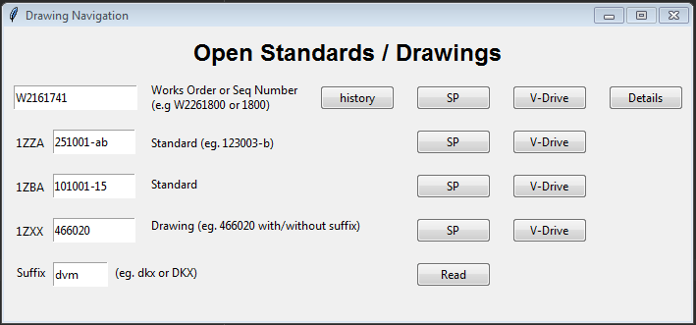 Drawing Navigation
Open Standards / Drawings
W2161741 Works Order or Seq Number history SP V-Drive Details
(e.g W2261800 or 1800)
1ZZA 251001-ab Standard (eg. 123003-b) SP V-Drive
1ZBA 101001-15 Standard SP V-Drive
1ZXX 466020 Drawing (eg. 466020 with/without suffix) SP V-Drive
Suffix dvm (eg. dkx or DKX) Read